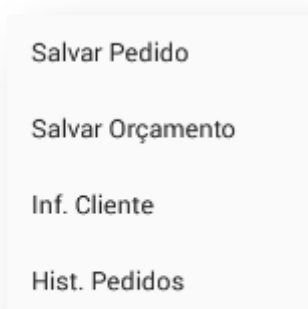 Salvar Pedido
Salvar Orçamento
Inf. Cliente
Hist. Pedidos